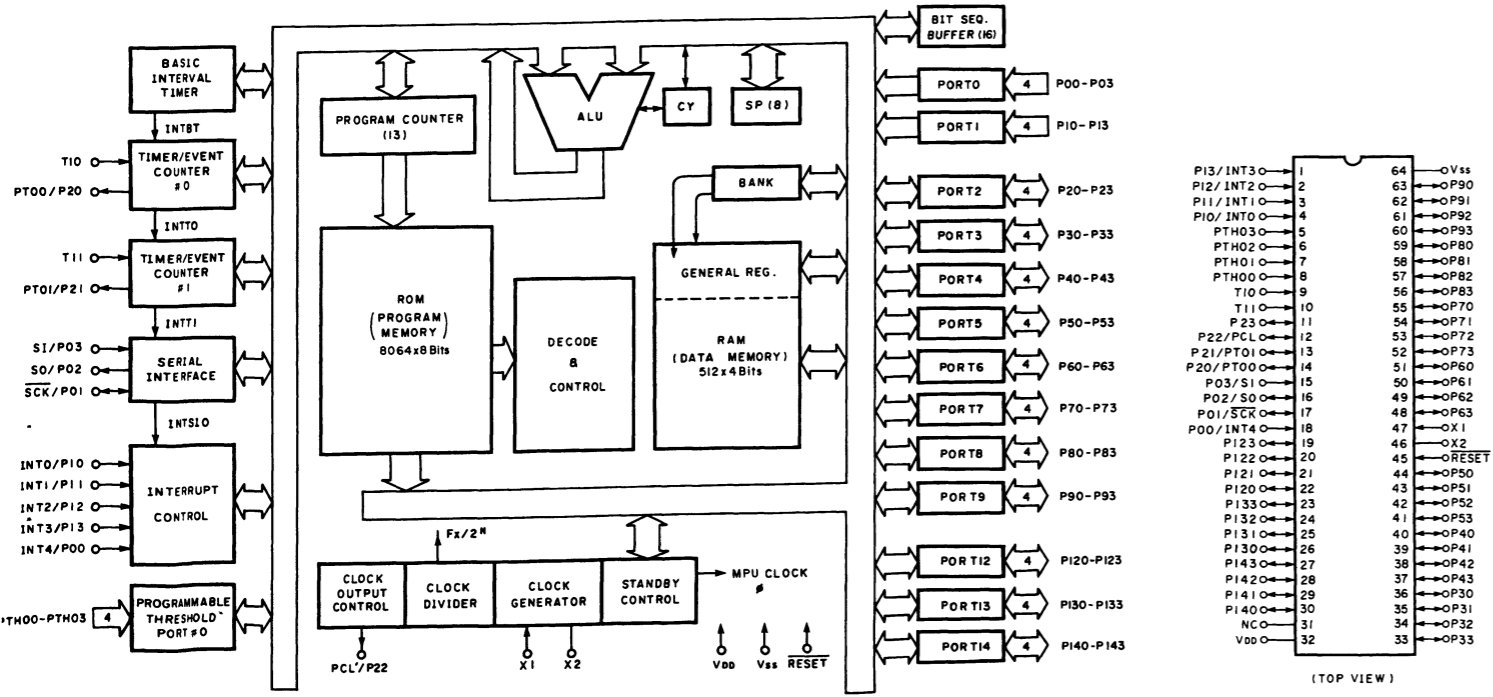 BIT SEQ.
BUFFER (16)
BASIC
INTERVAL
TIMER
INTBT
T10
PT00/P20
TIMER/EVENT
COUNTER
#0
INTT0
T11
PT01/P21
TIMER/EVENT
COUNTER
#1
INTT1
SI/P03
SO/P02
SCK/P01
SERIAL
INTERFACE
INTSIO
INT0/P10
INT1/P11
INT2/P12
INT3/P13
INT4/P00
INTERRUPT
CONTROL
PTH00-PTH03
4
PROGRAMMABLE
THRESHOLD
PORT #0
PROGRAM COUNTER
(13)
ALU
CY
SP (8)
BANK
ROM
(PROGRAM
MEMORY)
8064x8 Bits
DECODE
&
CONTROL
GENERAL REG.
RAM
(DATA MEMORY)
512 x 4 Bits
Fx/2ᴺ
CLOCK
OUTPUT
CONTROL
CLOCK
DIVIDER
CLOCK
GENERATOR
STANDBY
CONTROL
MPU CLOCK
ϕ
PCL/P22
X1
X2
VDD
Vss
RESET
PORT0 4 P00-P03
PORT1 4 P10-P13
PORT2 4 P20-P23
PORT3 4 P30-P33
PORT4 4 P40-P43
PORT5 4 P50-P53
PORT6 4 P60-P63
PORT7 4 P70-P73
PORT8 4 P80-P83
PORT9 4 P90-P93
PORT12 4 P120-P123
PORT13 4 P130-P133
PORT14 4 P140-P143
P13/INT3 1 64 Vss
P12/INT2 2 63 P90
P11/INT1 3 62 P91
P10/INT0 4 61 P92
PTH03 5 60 P93
PTH02 6 59 P80
PTH01 7 58 P81
PTH00 8 57 P82
T10 9 56 P83
T11 10 55 P70
P23 11 54 P71
P22/PCL 12 53 P72
P21/PT01 13 52 P73
P20/PT00 14 51 P60
P03/SI 15 50 P61
P02/SO 16 49 P62
P01/SCK 17 48 P63
P00/INT4 18 47 X1
P123 19 46 X2
P122 20 45 RESET
P121 21 44 P50
P120 22 43 P51
P133 23 42 P52
P132 24 41 P53
P131 25 40 P40
P130 26 39 P41
P143 27 38 P42
P142 28 37 P43
P141 29 36 P30
P140 30 35 P31
NC 31 34 P32
VDD 32 33 P33
(TOP VIEW)